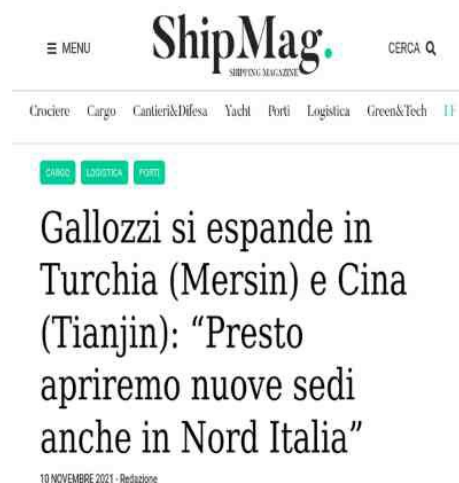 ≡ MENU
ShipMag.
SHIPPING MAGAZINE
CERCA
Crociere Cargo Cantieri&Difesa Yacht Porti Logistica Green&Tech
CARGO LOGISTICA PORTI
Gallozzi si espande in
Turchia (Mersin) e Cina
(Tianjin): “Presto
apriremo nuove sedi
anche in Nord Italia”
10 NOVEMBRE 2021 - Redazione